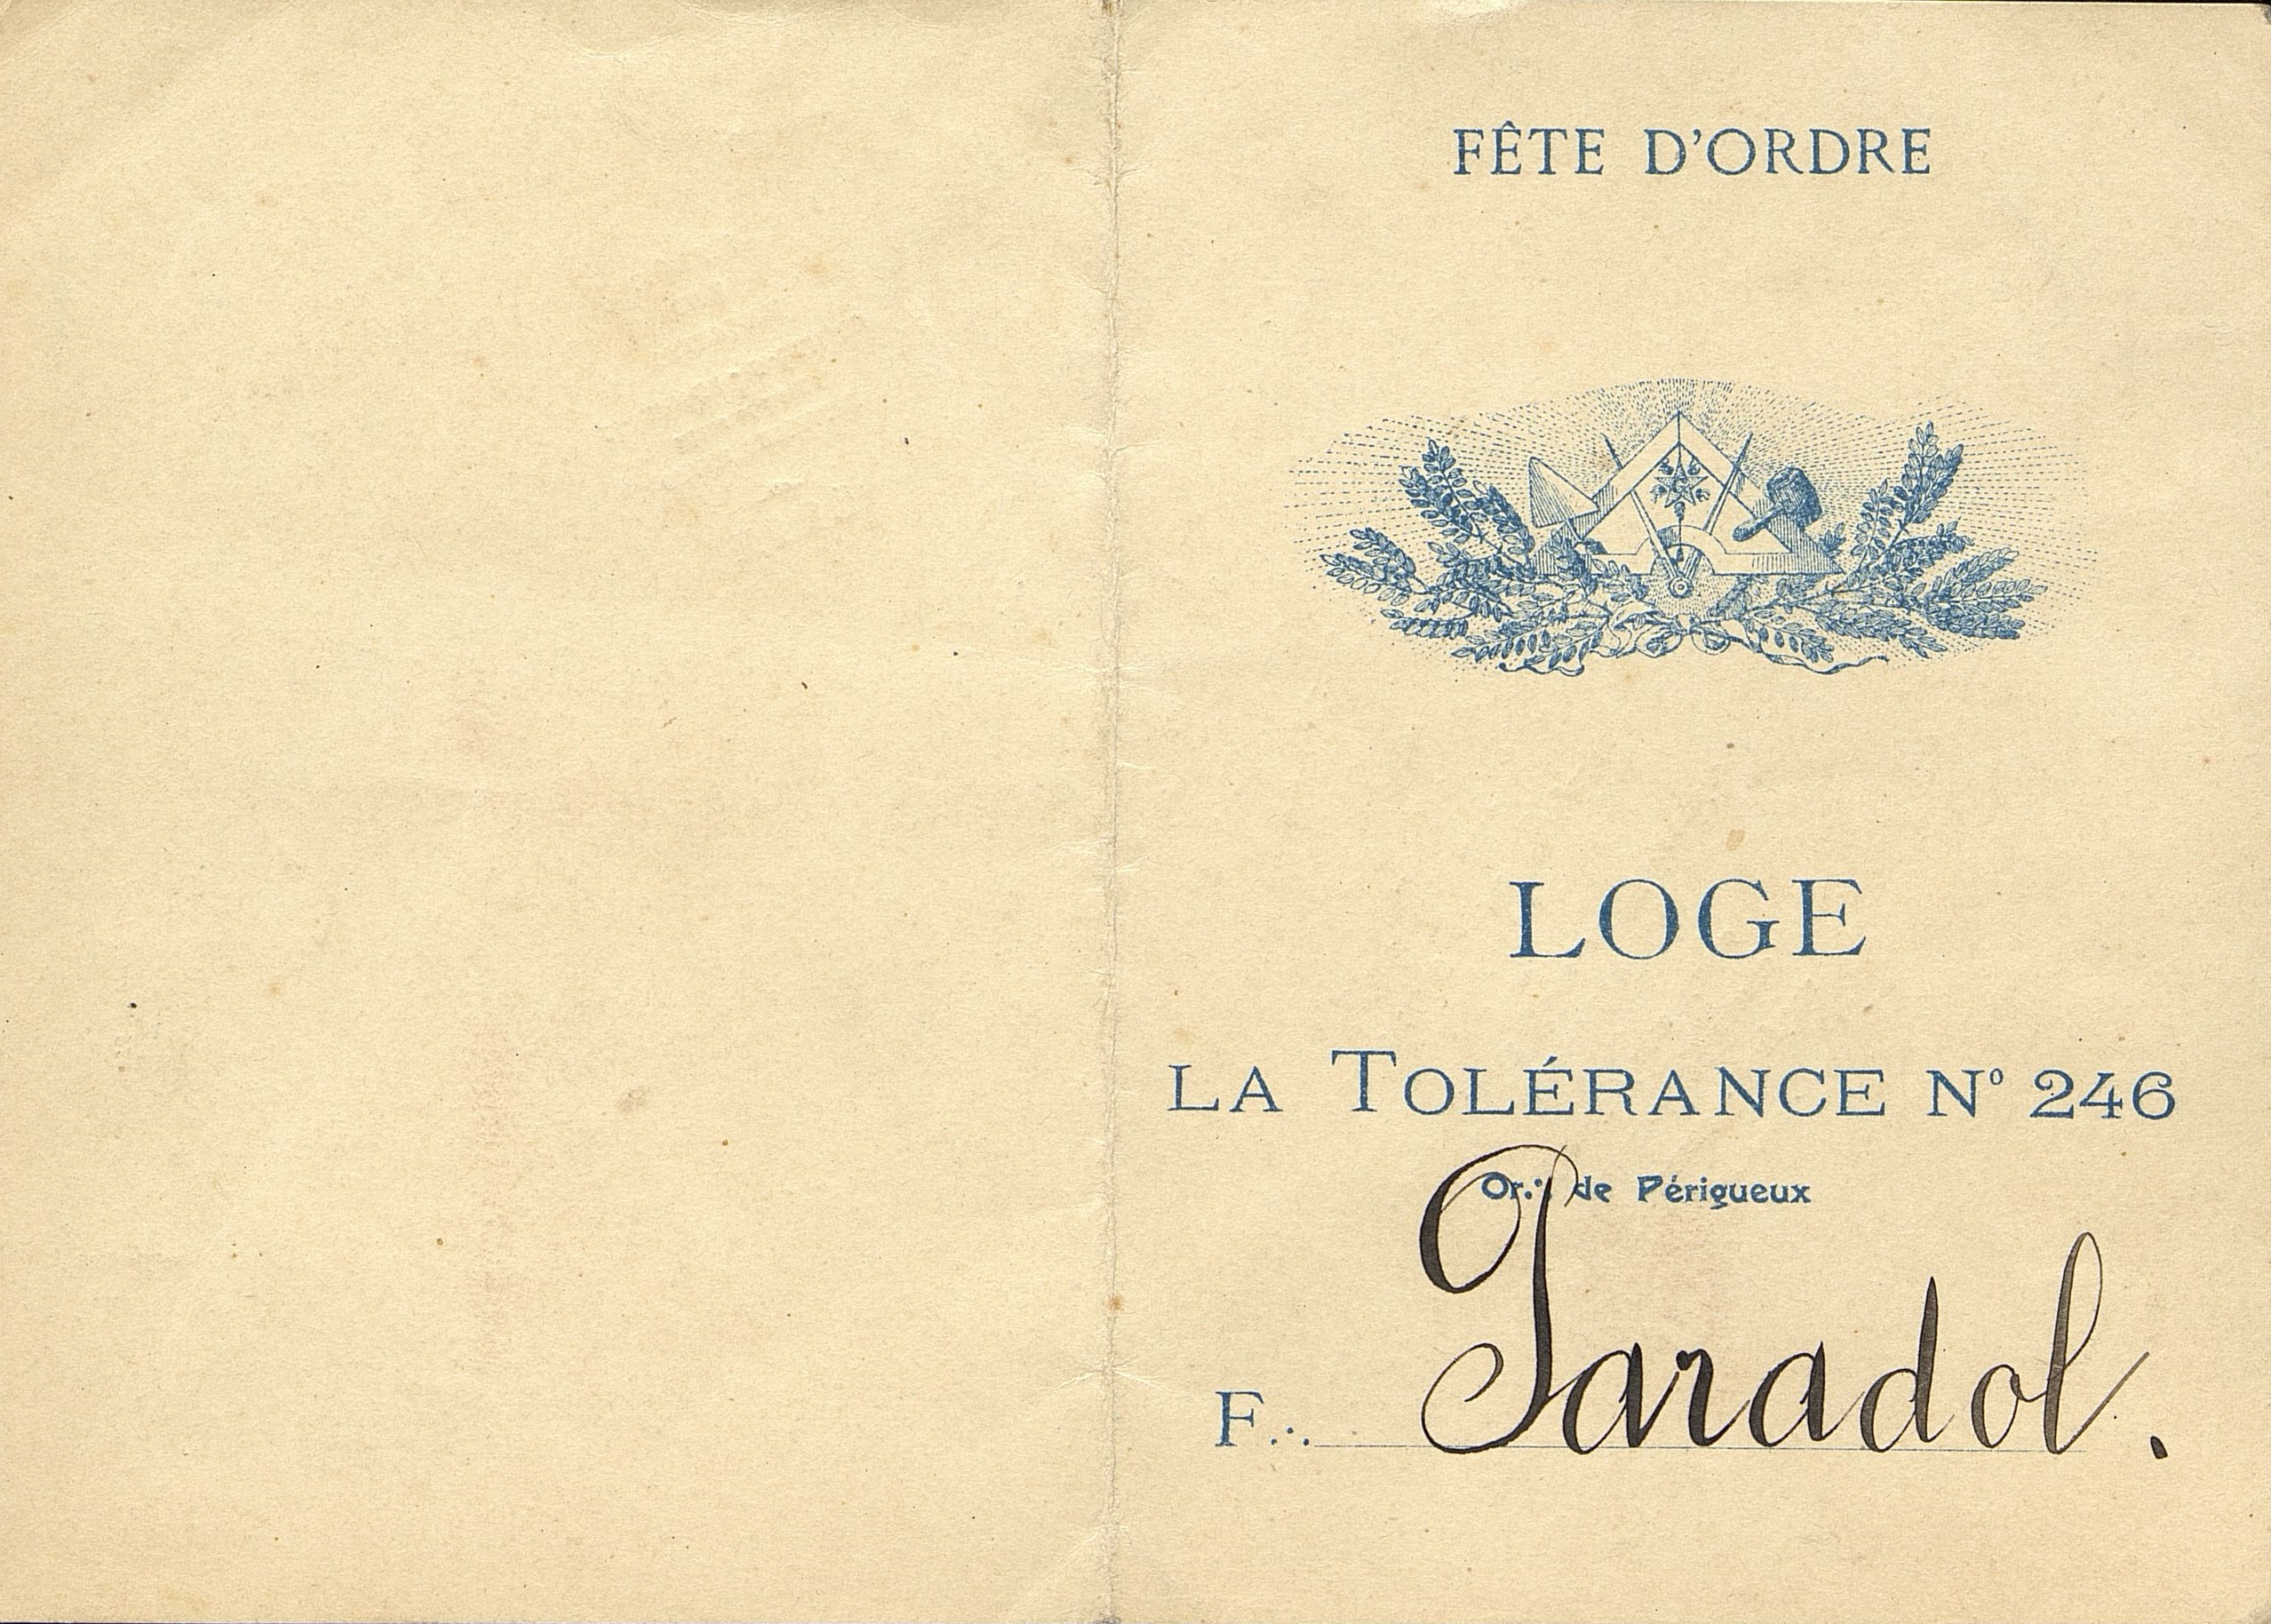 FÊTE D'ORDRE
LOGE
LA TOLÉRANCE N° 246
Or∴ de Périgueux
F∴ Paradol.